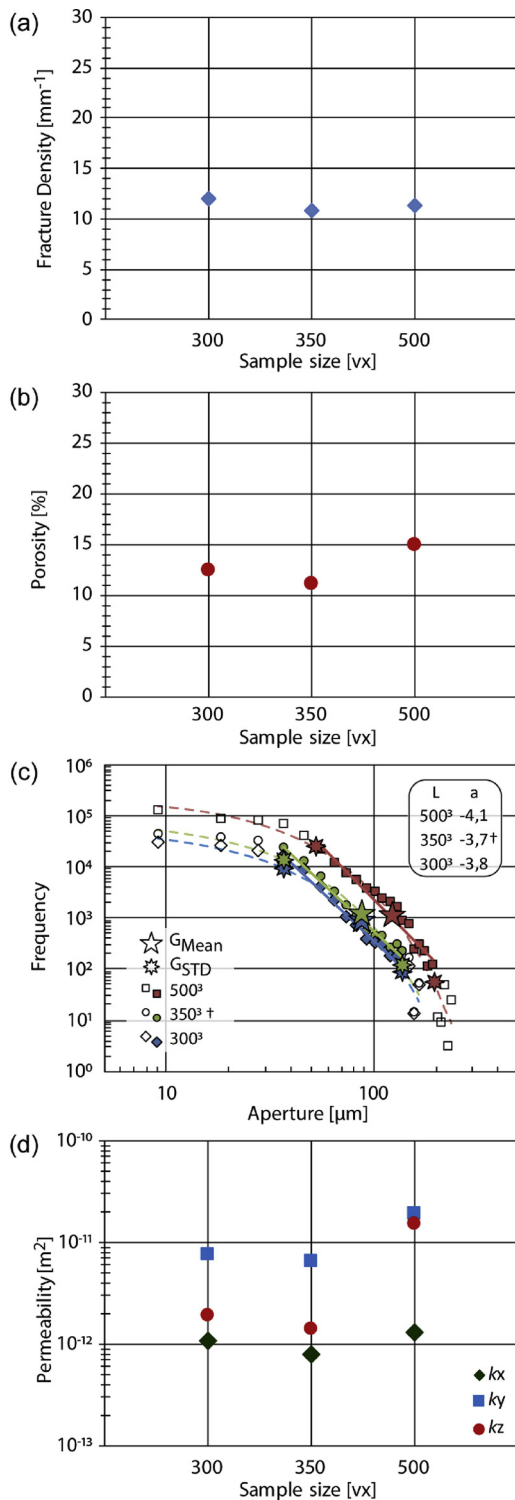 (a)
Fracture Density [mm⁻¹]
30
25
20
15
10
5
0
300 350 500
Sample size [vx]
(b)
Porosity [%]
30
25
20
15
10
5
0
300 350 500
Sample size [vx]
(c)
Frequency
10⁶
10⁵
10⁴
10³
10²
10¹
10⁰
L a
500³ -4,1
350³ -3,7†
300³ -3,8
GMean
GSTD
500³
350³ †
300³
10 100
Aperture [μm]
(d)
Permeability [m²]
10⁻¹⁰
10⁻¹¹
10⁻¹²
10⁻¹³
kx
ky
kz
300 350 500
Sample size [vx]